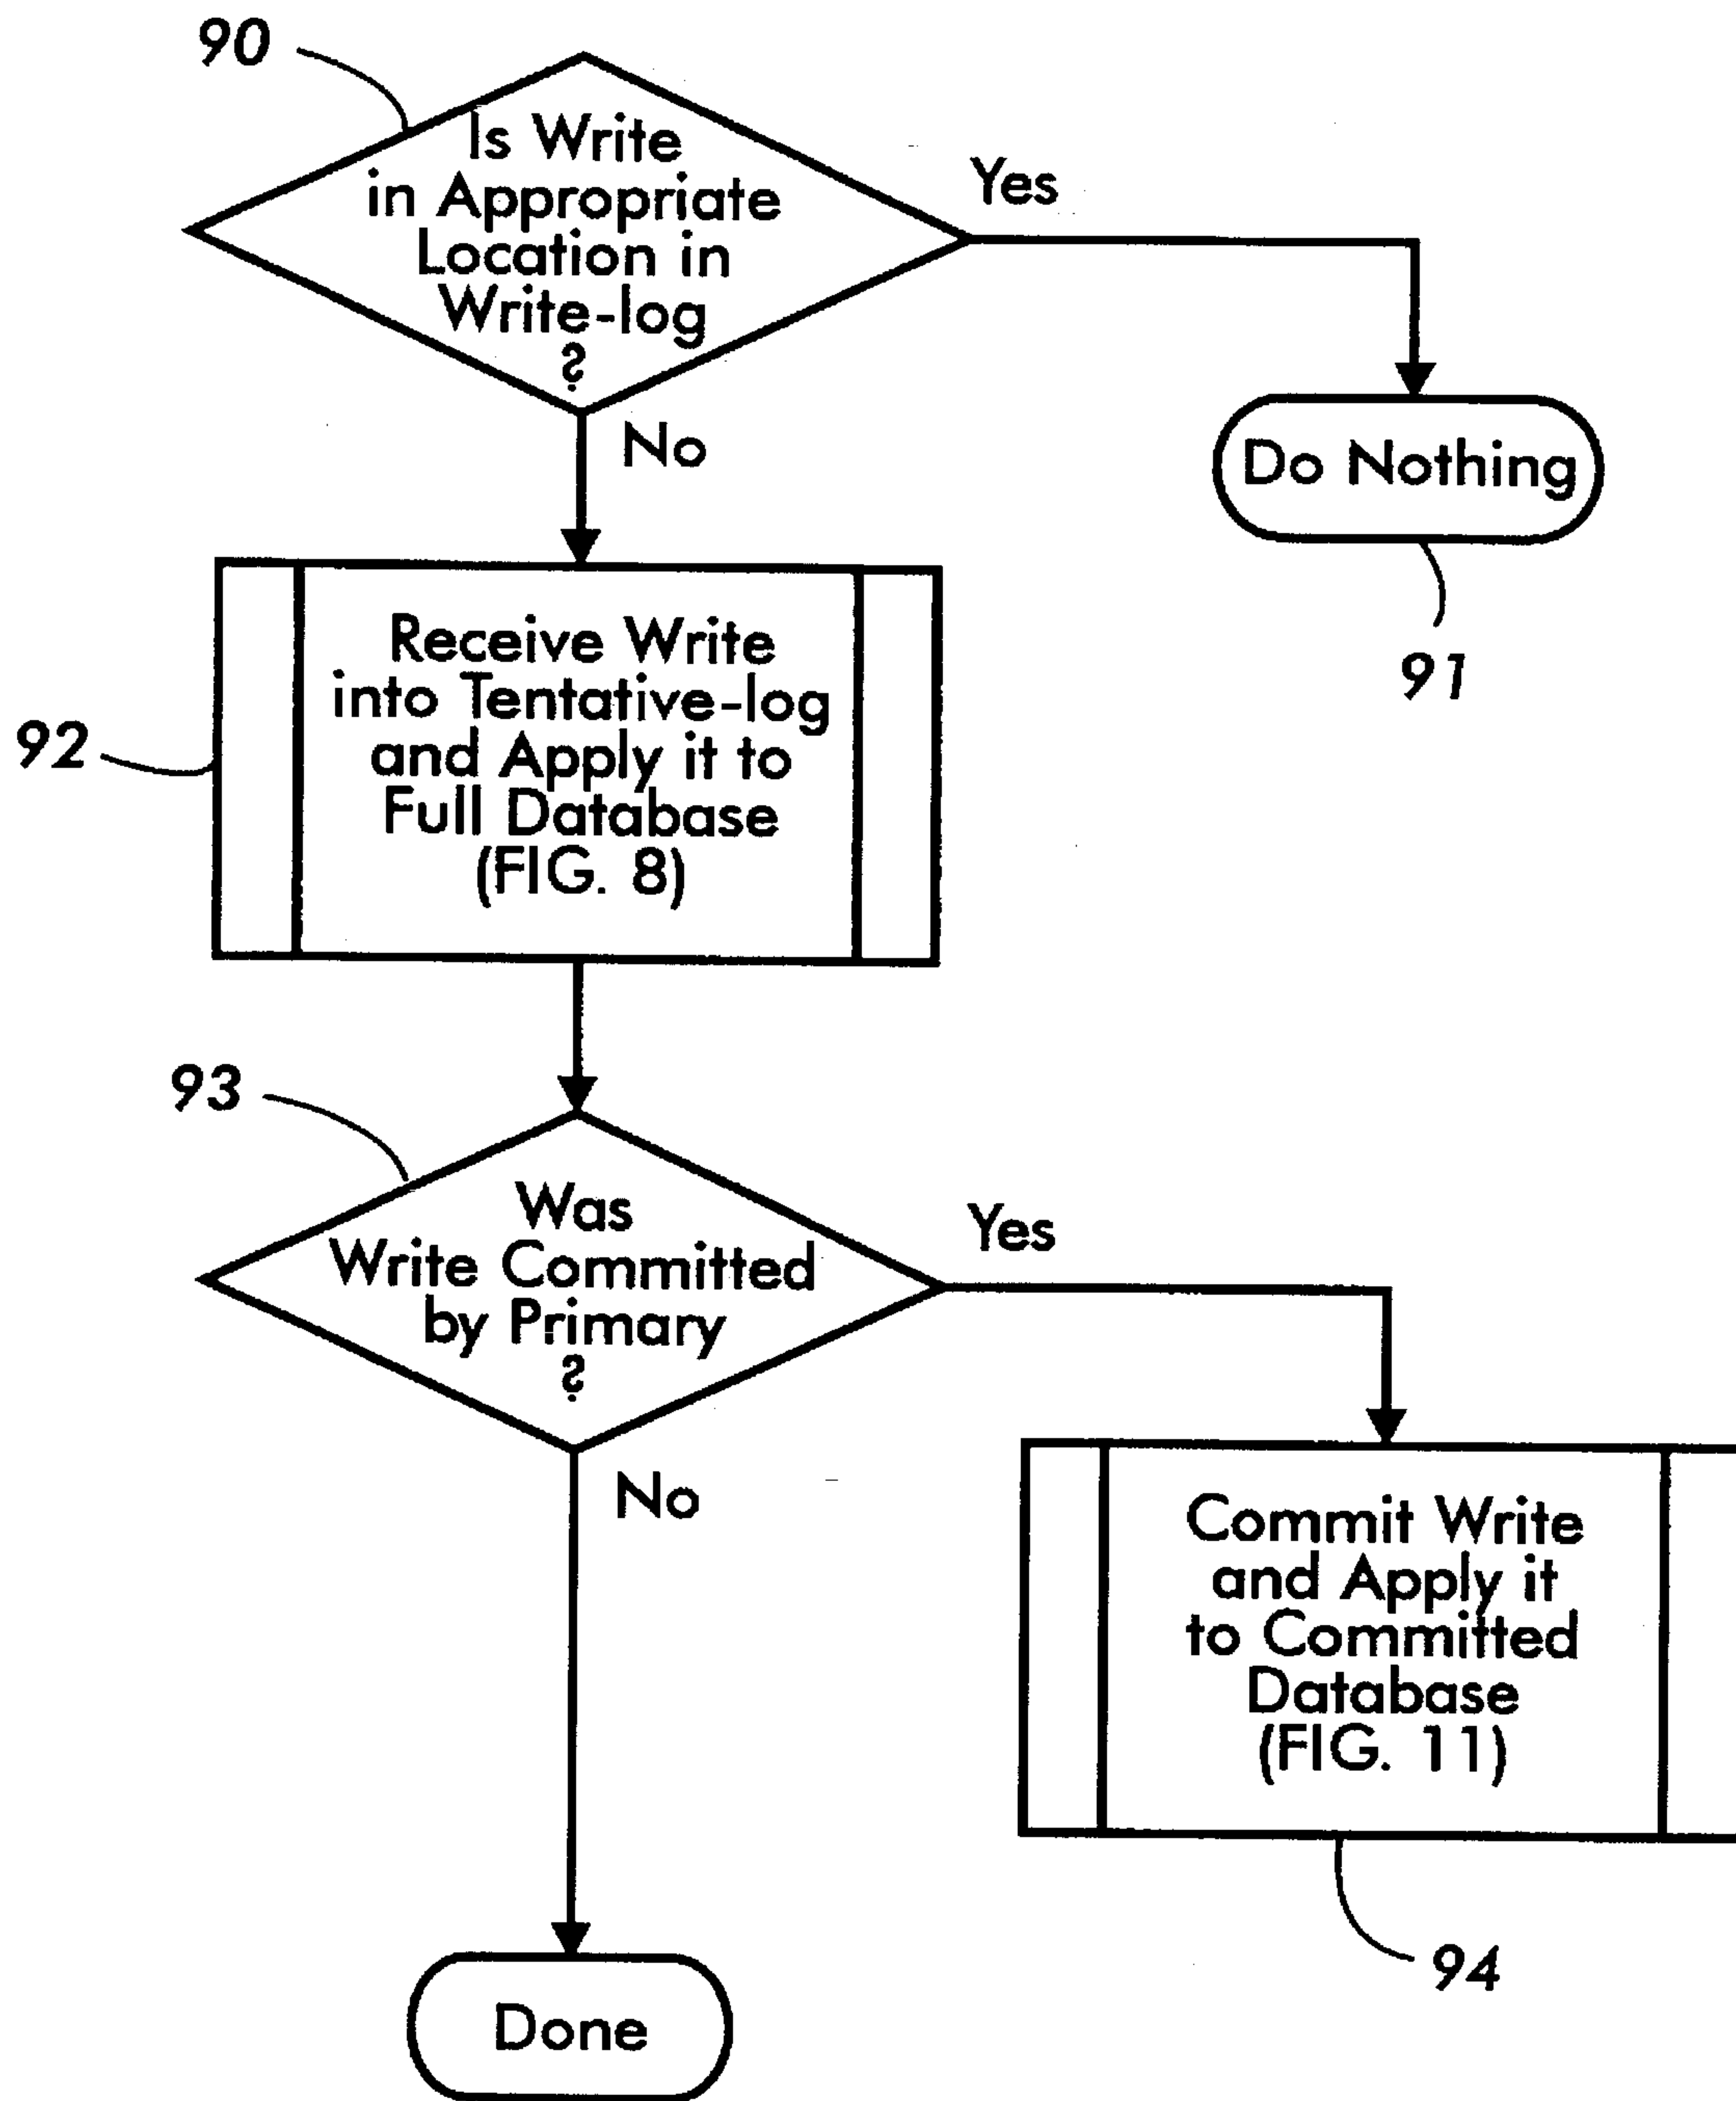 90
Is Write
in Appropriate
Location in
Write-log
?
Yes
No
Do Nothing
91
Receive Write
into Tentative-log
and Apply it to
Full Database
(FIG. 8)
92
93
Was
Write Committed
by Primary
?
Yes
No
Commit Write
and Apply it
to Committed
Database
(FIG. 11)
94
Done